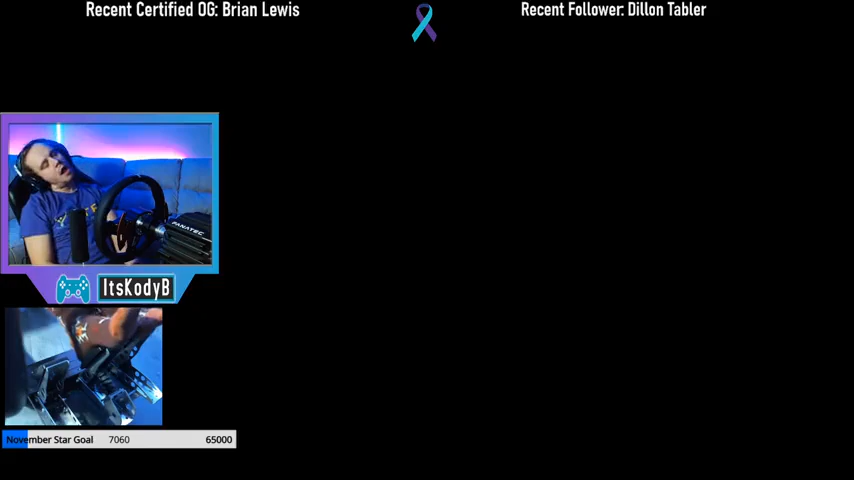 Recent Certified OG: Brian Lewis
Recent Follower: Dillon Tabler
FANATEC
ItsKodyB
November Star Goal 7060 65000